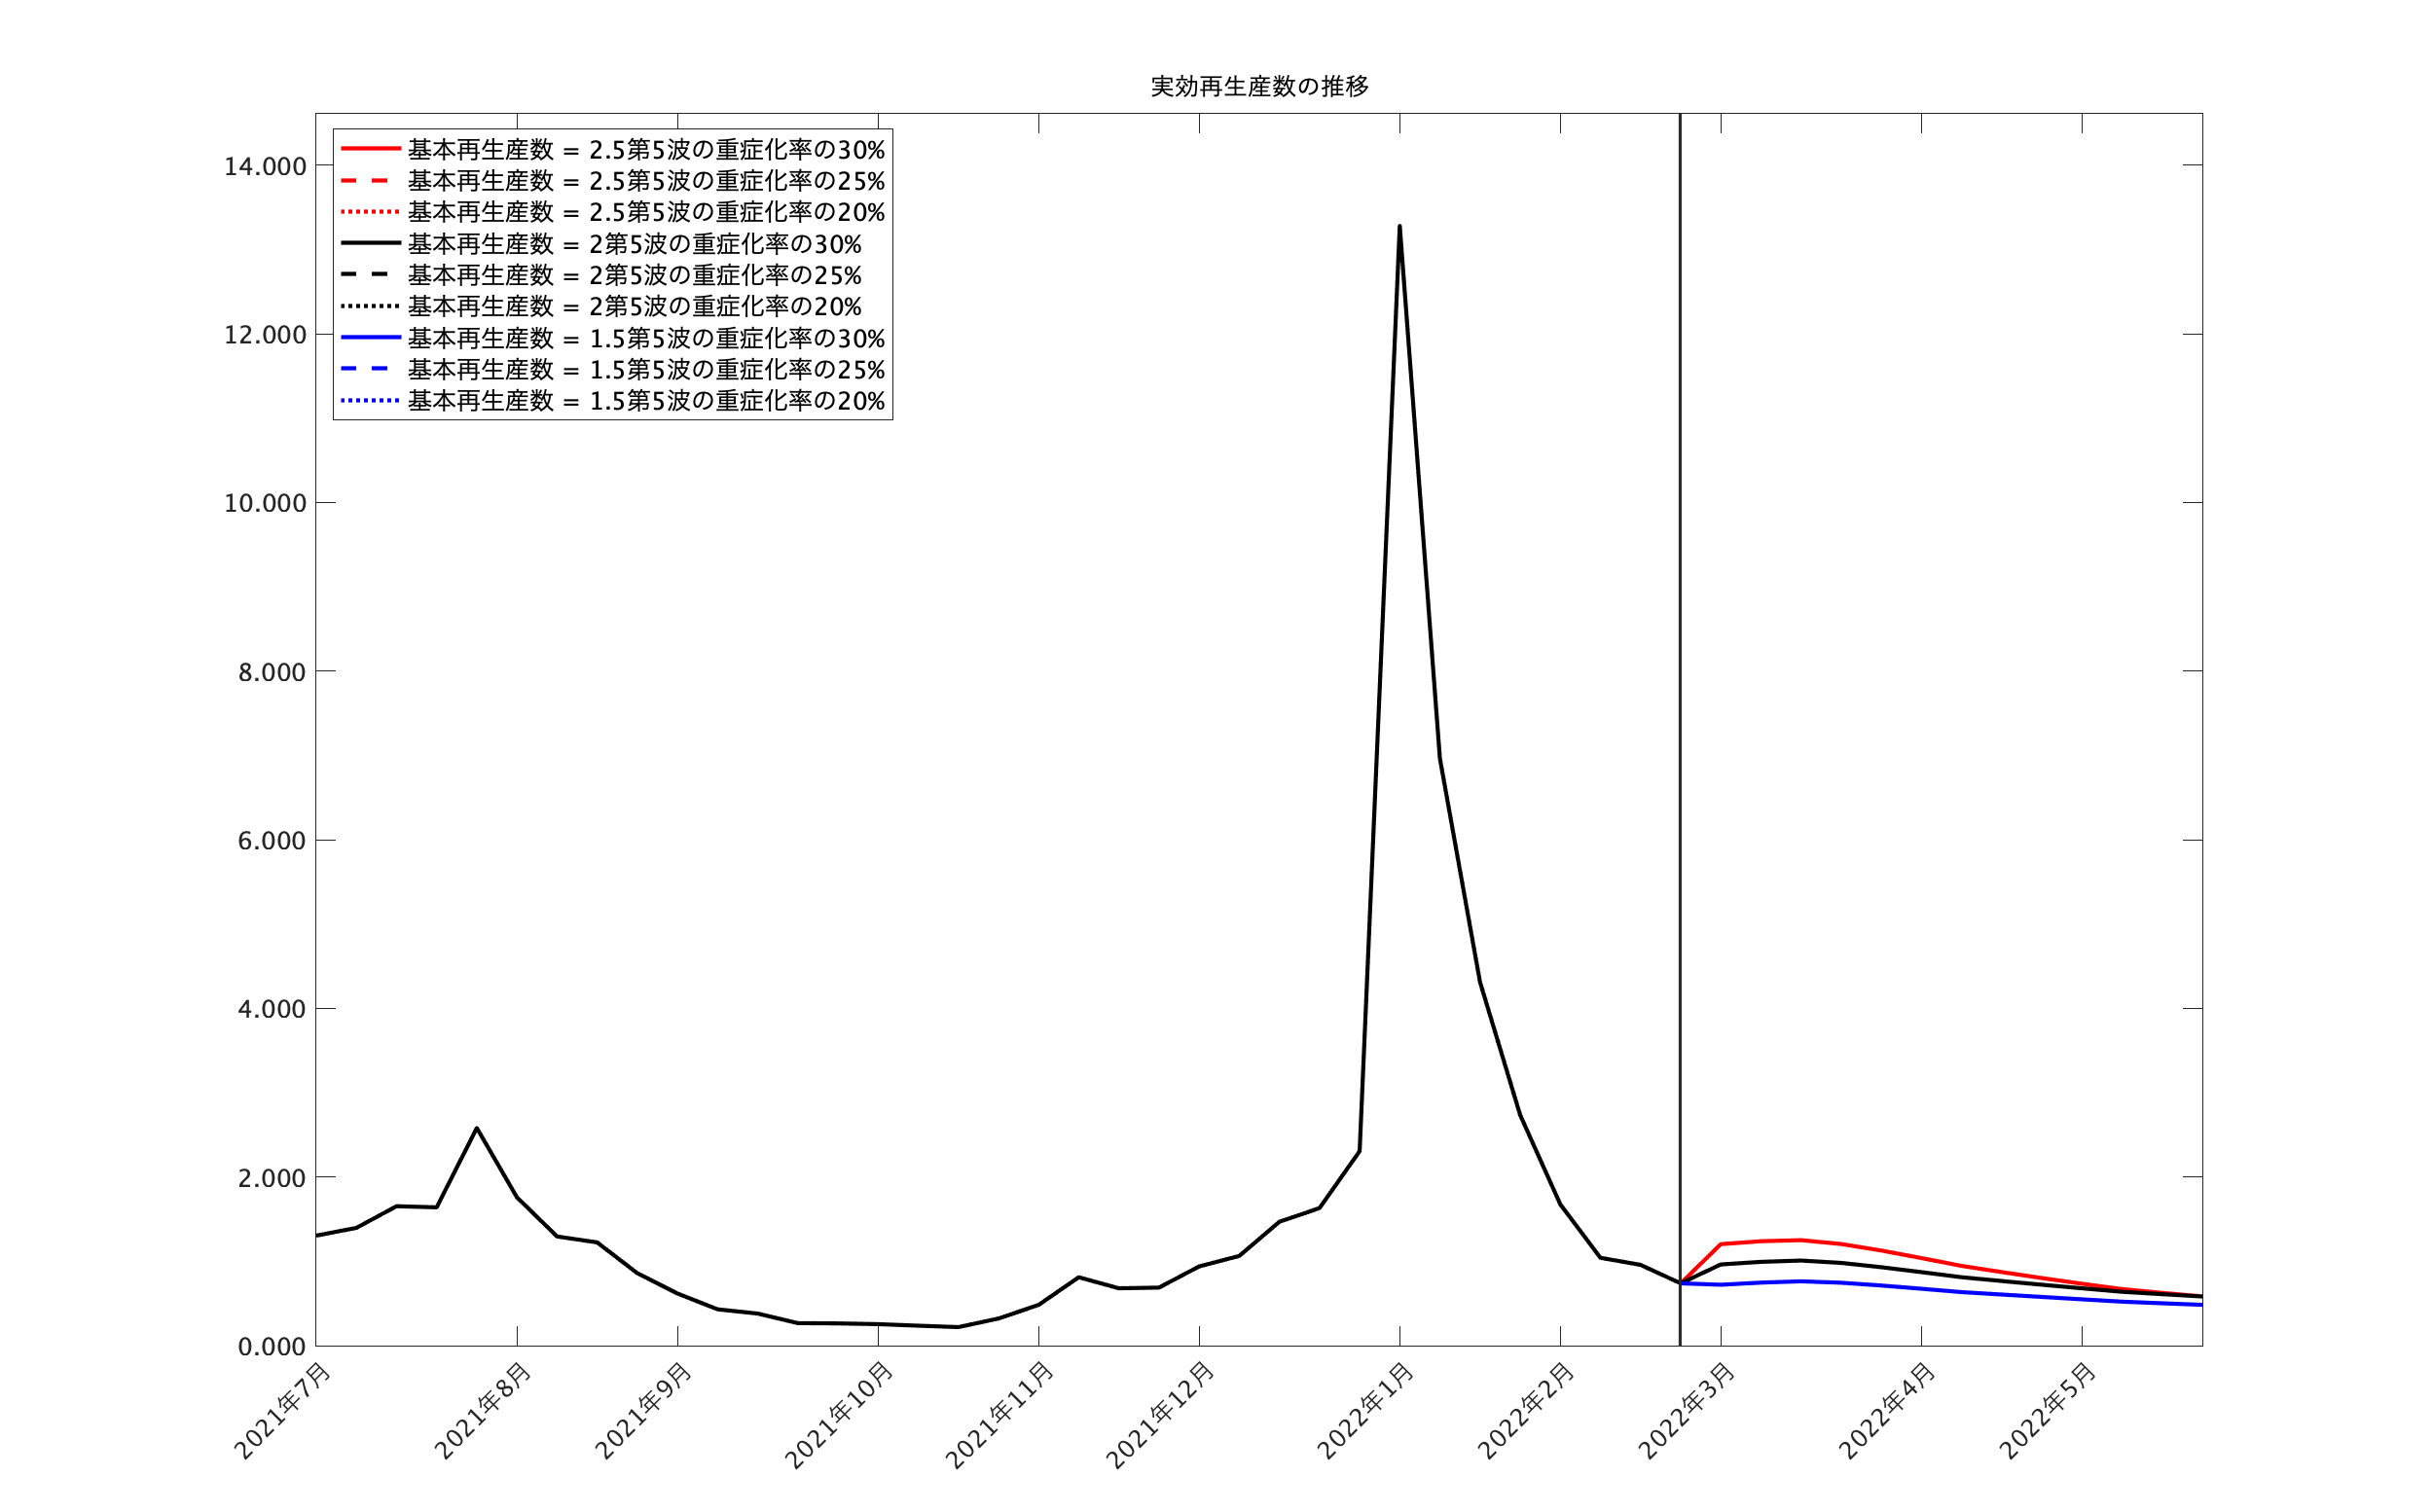 実効再生産数の推移
基本再生産数 = 2.5第5波の重症化率の30%
基本再生産数 = 2.5第5波の重症化率の25%
基本再生産数 = 2.5第5波の重症化率の20%
基本再生産数 = 2第5波の重症化率の30%
基本再生産数 = 2第5波の重症化率の25%
基本再生産数 = 2第5波の重症化率の20%
基本再生産数 = 1.5第5波の重症化率の30%
基本再生産数 = 1.5第5波の重症化率の25%
基本再生産数 = 1.5第5波の重症化率の20%
14.000
12.000
10.000
8.000
6.000
4.000
2.000
0.000
2021年7月
2021年8月
2021年9月
2021年10月
2021年11月
2021年12月
2022年1月
2022年2月
2022年3月
2022年4月
2022年5月